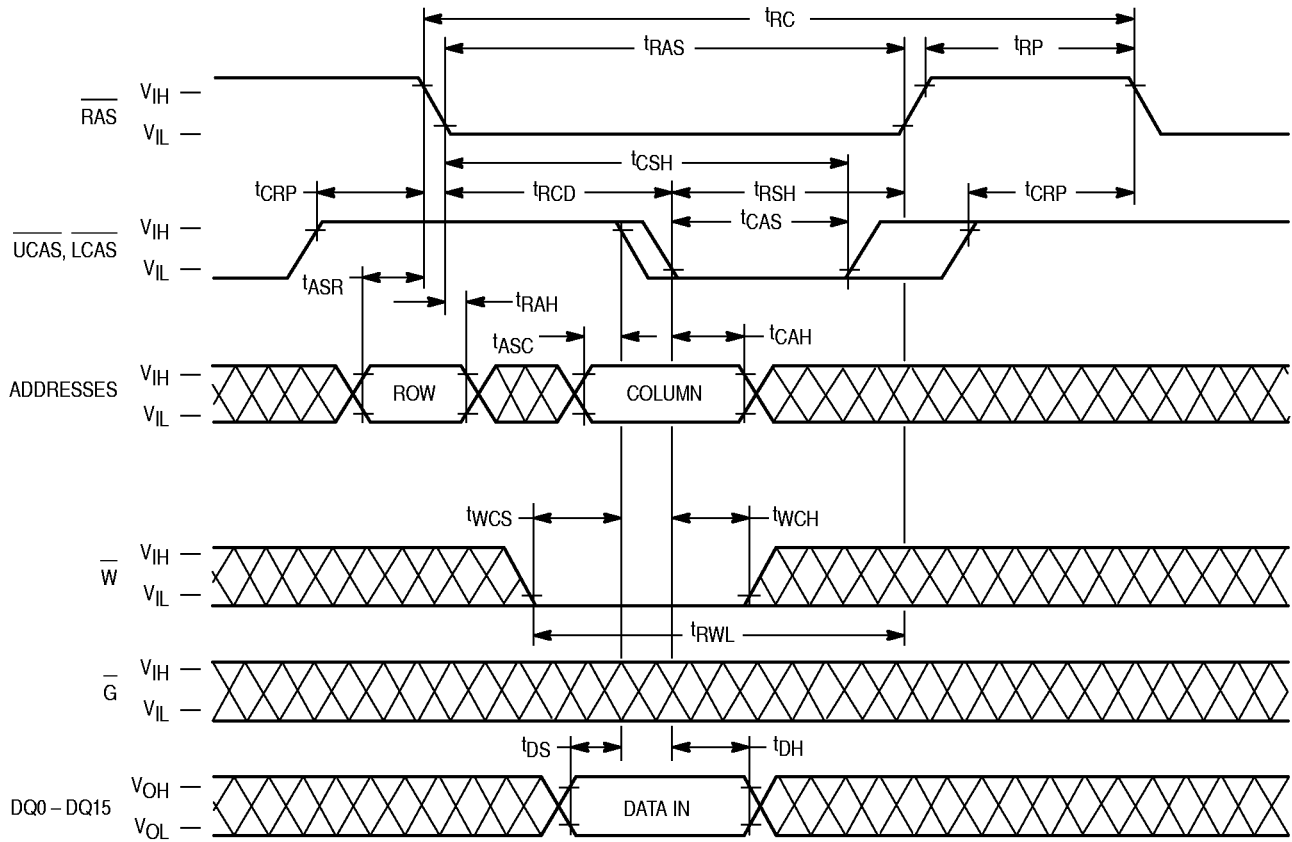 tRC
tRAS
tRP
RAS
VIH
VIL
tCSH
tCRP
tRCD
tRSH
tCRP
tCAS
UCAS, LCAS
VIH
VIL
tASR
tRAH
tASC
tCAH
ADDRESSES
VIH
VIL
ROW
COLUMN
tWCS
tWCH
W
VIH
VIL
tRWL
G
VIH
VIL
tDS
tDH
DQ0 – DQ15
VOH
VOL
DATA IN